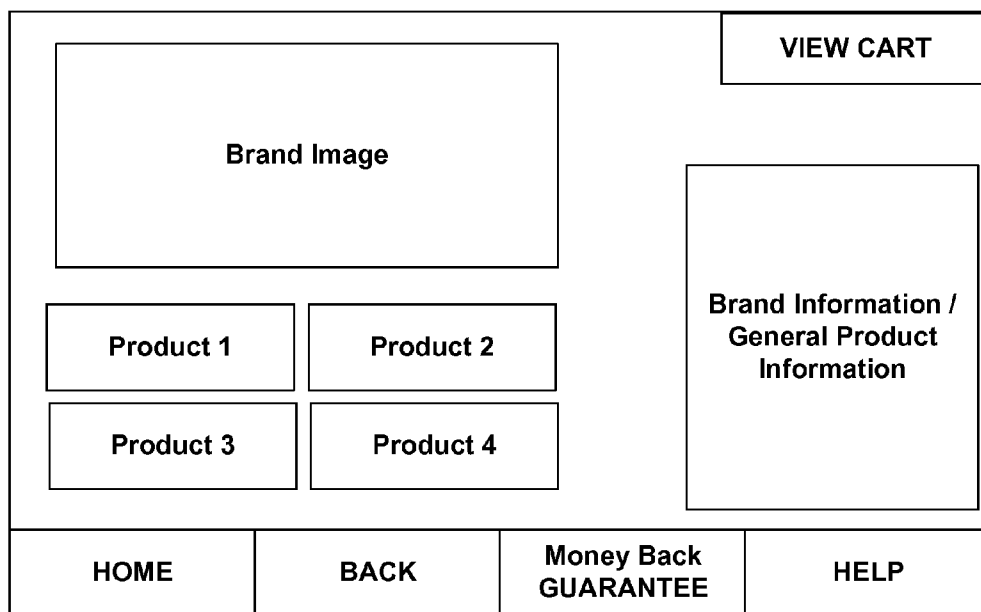 VIEW CART
Brand Image
Brand Information /
General Product
Information
Product 1
Product 2
Product 3
Product 4
HOME
BACK
Money Back
GUARANTEE
HELP